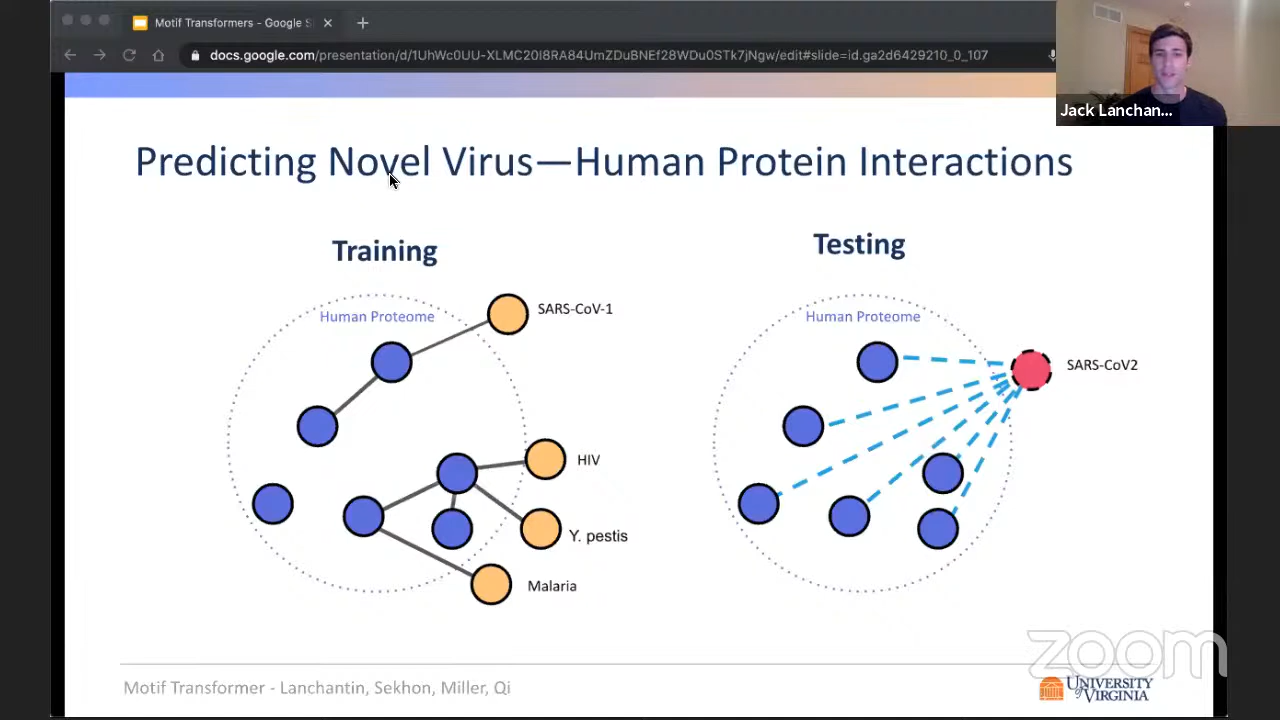 Motif Transformers - Google S
docs.google.com/presentation/d/1UhWc0UU-XLMC20I8RA84UmZDuBNEf28WDu0STk7jNgw/edit#slide=id.ga2d6429210_0_107
Jack Lanchan...
Predicting Novel Virus—Human Protein Interactions
Training
Testing
Human Proteome
SARS-CoV-1
HIV
Y. pestis
Malaria
Human Proteome
SARS-CoV2
zoom
Motif Transformer - Lanchantin, Sekhon, Miller, Qi
UNIVERSITY of VIRGINIA